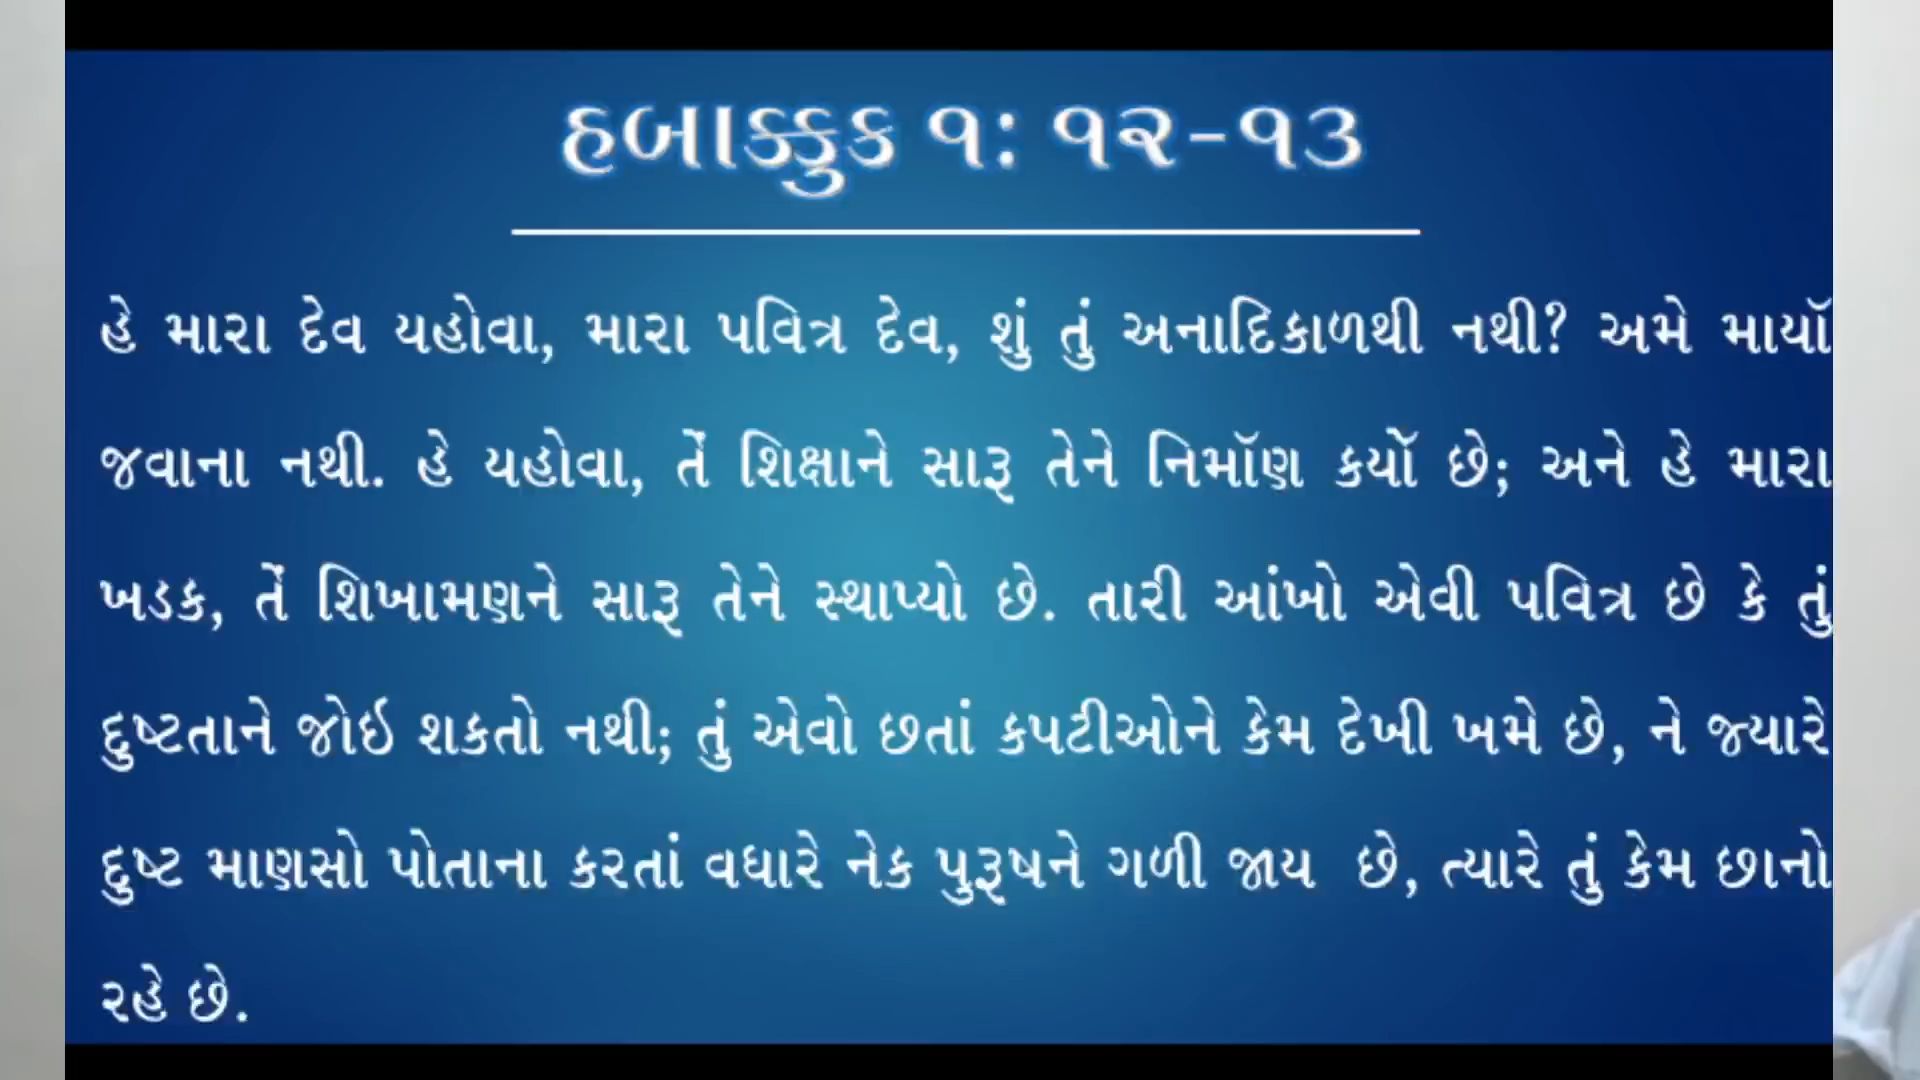 હબાક્કુક ૧: ૧૨-૧૩
હે મારા દેવ યહોવા, મારા પવિત્ર દેવ, શું તું અનાદિકાળથી નથી? અમે માર્યા
જવાના નથી. હે યહોવા, તેં શિક્ષાને સારૂ તેને નિર્માણ કર્યો છે; અને હે મારા
ખડક, તેં શિખામણને સારૂ તેને સ્થાપ્યો છે. તારી આંખો એવી પવિત્ર છે કે તું
દુષ્ટતાને જોઇ શકતો નથી; તું એવો છતાં કપટીઓને કેમ દેખી ખમે છે, ને જ્યારે
દુષ્ટ માણસો પોતાના કરતાં વધારે નેક પુરૂષને ગળી જાય છે, ત્યારે તું કેમ છાનો
રહે છે.